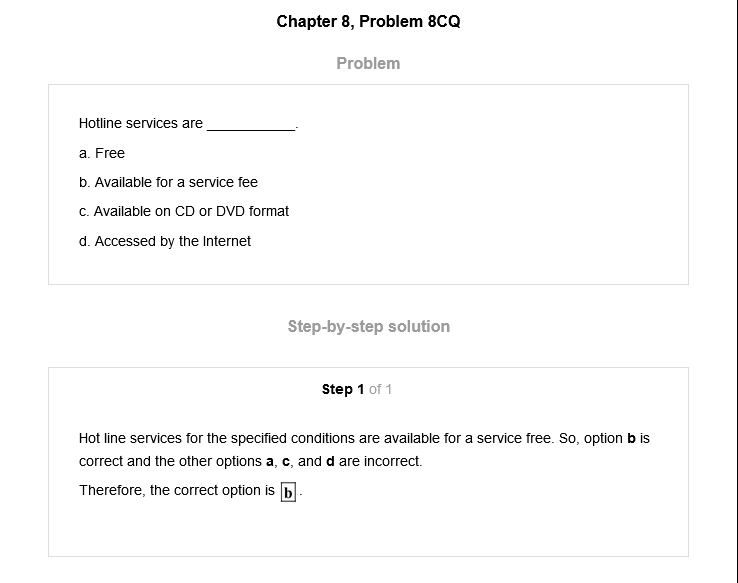 Chapter 8, Problem 8CQ
Problem
Hotline services are ____________.
a. Free
b. Available for a service fee
c. Available on CD or DVD format
d. Accessed by the Internet
Step-by-step solution
Step 1 of 1
Hot line services for the specified conditions are available for a service free. So, option b is
correct and the other options a, c, and d are incorrect.
Therefore, the correct option is b.